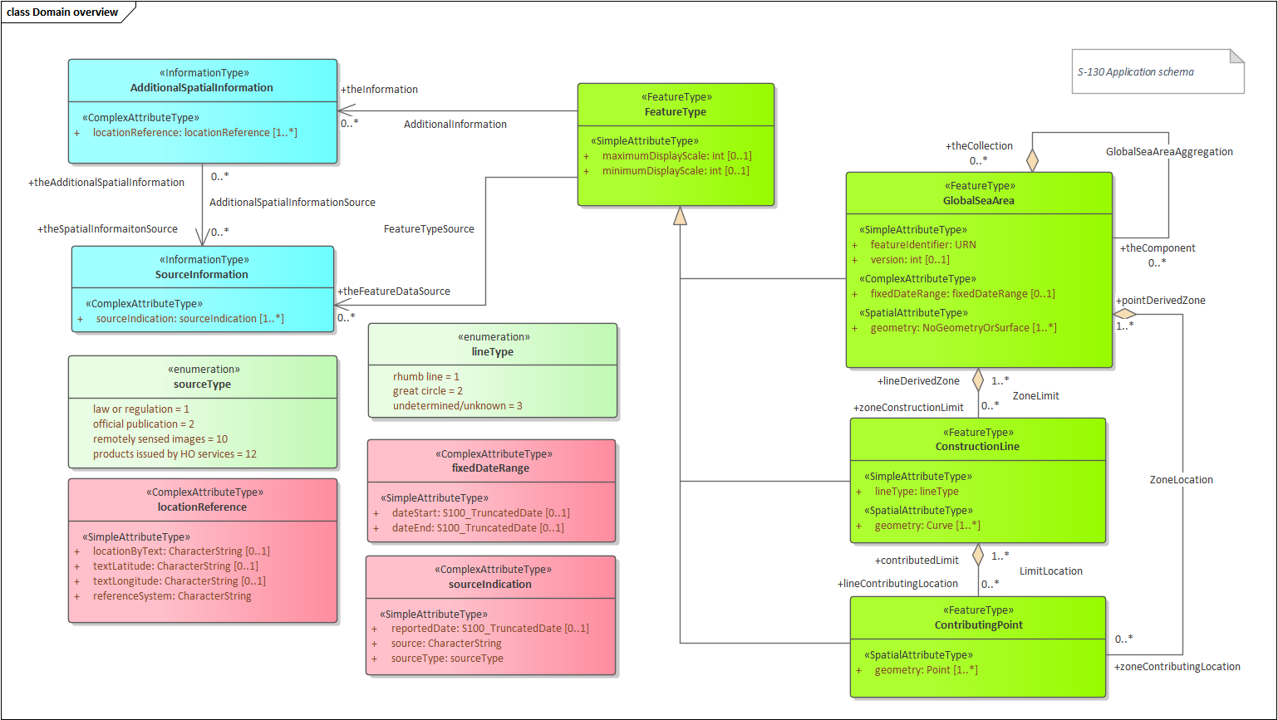 class Domain overview
S-130 Application schema
«InformationType»
AdditionalSpatialInformation
«ComplexAttributeType»
+ locationReference: locationReference [1..*]
+theInformation
0..*
AdditionalInformation
«FeatureType»
FeatureType
«SimpleAttributeType»
+ maximumDisplayScale: int [0..1]
+ minimumDisplayScale: int [0..1]
+theCollection
0..*
GlobalSeaAreaAggregation
+theAdditionalSpatialInformation
0..*
AdditionalSpatialInformationSource
+theSpatialInformaitonSource
0..*
FeatureTypeSource
«FeatureType»
GlobalSeaArea
«SimpleAttributeType»
+ featureIdentifier: URN
+ version: int [0..1]
«ComplexAttributeType»
+ fixedDateRange: fixedDateRange [0..1]
«SpatialAttributeType»
+ geometry: NoGeometryOrSurface [1..*]
+theComponent
0..*
+pointDerivedZone
1..*
«InformationType»
SourceInformation
«ComplexAttributeType»
+ sourceIndication: sourceIndication [1..*]
+theFeatureDataSource
0..*
«enumeration»
lineType
rhumb line = 1
great circle = 2
undetermined/unknown = 3
«enumeration»
sourceType
law or regulation = 1
official publication = 2
remotely sensed images = 10
products issued by HO services = 12
+lineDerivedZone
1..*
ZoneLimit
+zoneConstructionLimit
0..*
«FeatureType»
ConstructionLine
«SimpleAttributeType»
+ lineType: lineType
«SpatialAttributeType»
+ geometry: Curve [1..*]
ZoneLocation
«ComplexAttributeType»
fixedDateRange
«SimpleAttributeType»
+ dateStart: S100_TruncatedDate [0..1]
+ dateEnd: S100_TruncatedDate [0..1]
«ComplexAttributeType»
locationReference
«SimpleAttributeType»
+ locationByText: CharacterString [0..1]
+ textLatitude: CharacterString [0..1]
+ textLongitude: CharacterString [0..1]
+ referenceSystem: CharacterString
«ComplexAttributeType»
sourceIndication
«SimpleAttributeType»
+ reportedDate: S100_TruncatedDate [0..1]
+ source: CharacterString
+ sourceType: sourceType
+contributedLimit
1..*
LimitLocation
+lineContributingLocation
0..*
«FeatureType»
ContributingPoint
«SpatialAttributeType»
+ geometry: Point [1..*]
0..*
+zoneContributingLocation